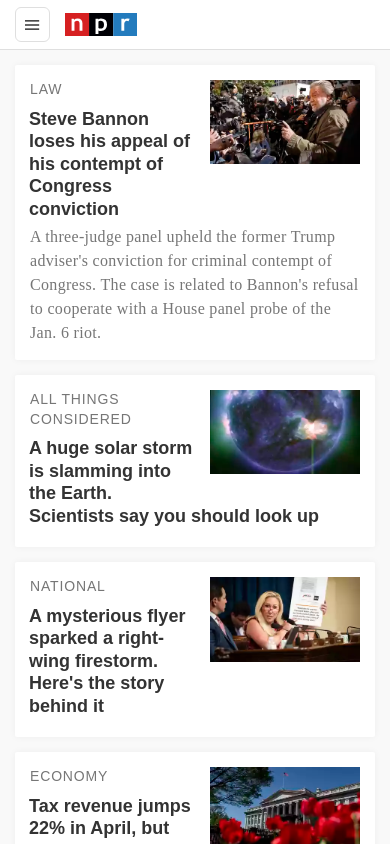 npr
LAW
Steve Bannon
loses his appeal of
his contempt of
Congress
conviction
A three-judge panel upheld the former Trump
adviser's conviction for criminal contempt of
Congress. The case is related to Bannon's refusal
to cooperate with a House panel probe of the
Jan. 6 riot.
ALL THINGS
CONSIDERED
A huge solar storm
is slamming into
the Earth.
Scientists say you should look up
NATIONAL
A mysterious flyer
sparked a right-
wing firestorm.
Here's the story
behind it
ECONOMY
Tax revenue jumps
22% in April, but